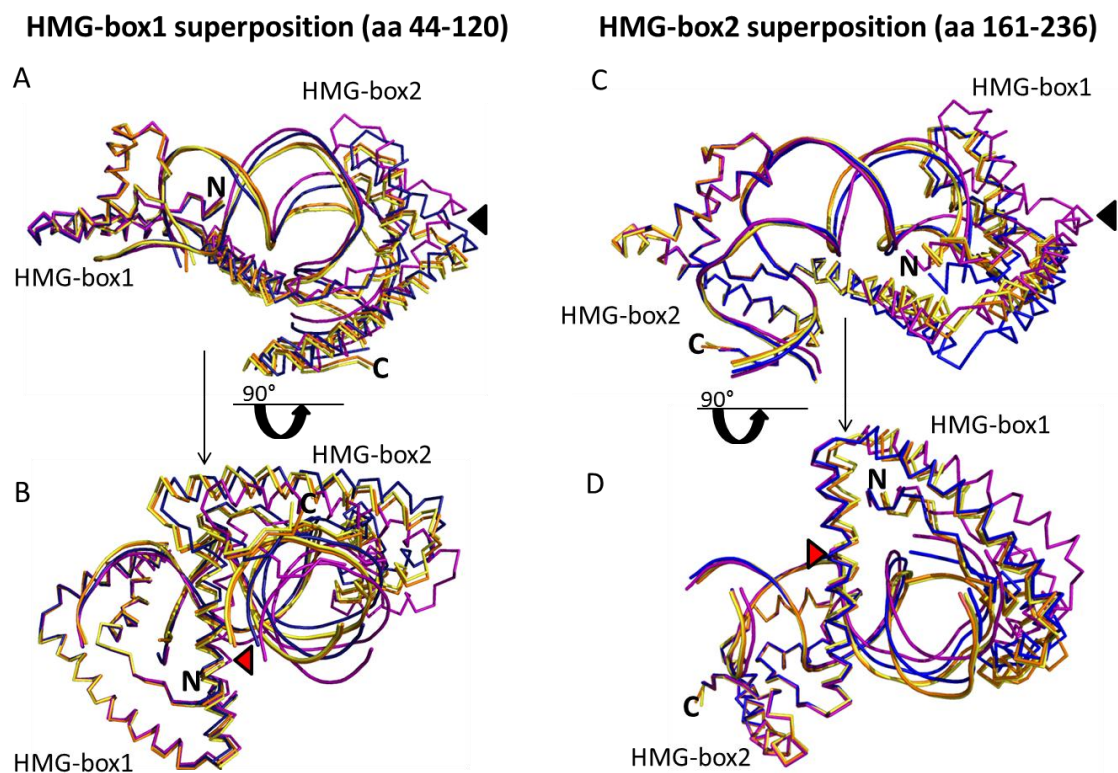 HMG-box1 superposition (aa 44-120)
HMG-box2 superposition (aa 161-236)
A
HMG-box2
N
HMG-box1
C
90°
B
HMG-box2
C
N
HMG-box1
C
HMG-box1
N
HMG-box2
C
90°
HMG-box1
D
N
C
HMG-box2